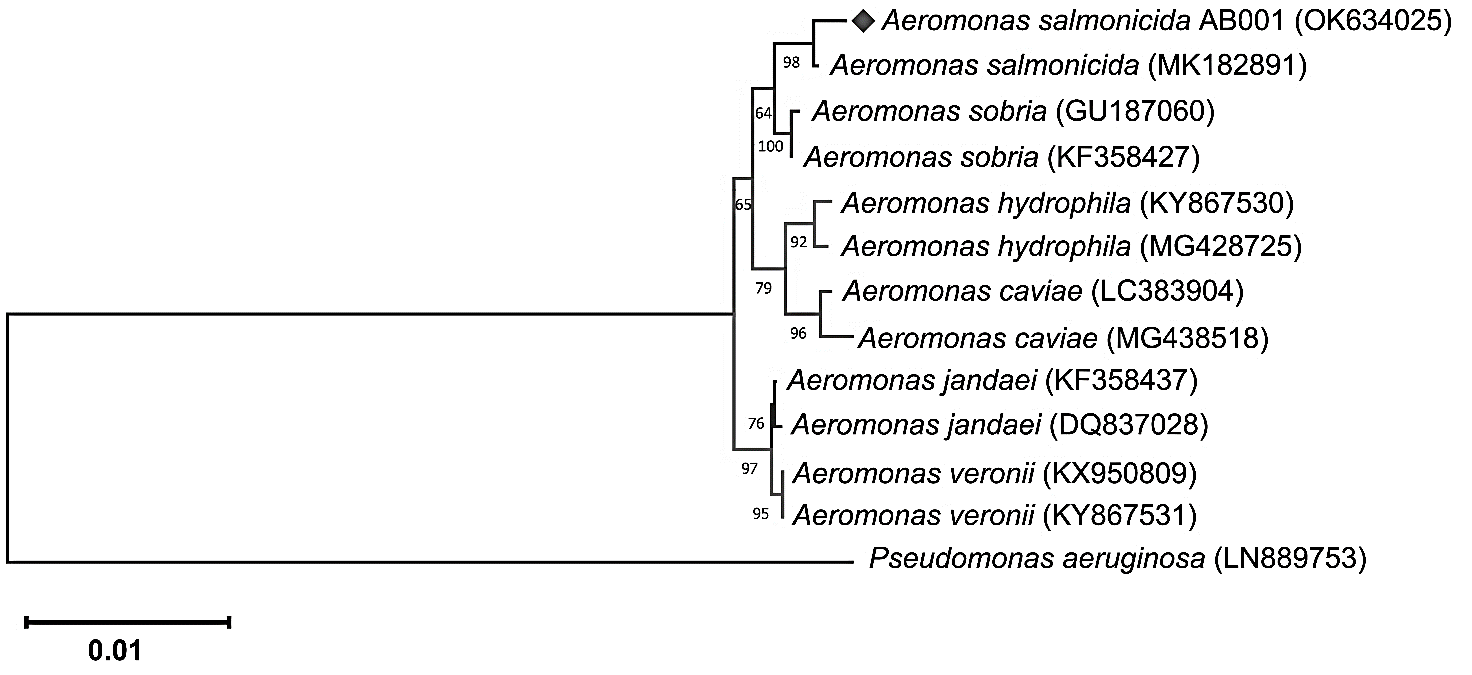 Aeromonas salmonicida AB001 (OK634025)
98
Aeromonas salmonicida (MK182891)
64
Aeromonas sobria (GU187060)
100
Aeromonas sobria (KF358427)
65
Aeromonas hydrophila (KY867530)
92
Aeromonas hydrophila (MG428725)
79
Aeromonas caviae (LC383904)
96
Aeromonas caviae (MG438518)
Aeromonas jandaei (KF358437)
76
Aeromonas jandaei (DQ837028)
97
Aeromonas veronii (KX950809)
95
Aeromonas veronii (KY867531)
Pseudomonas aeruginosa (LN889753)
0.01